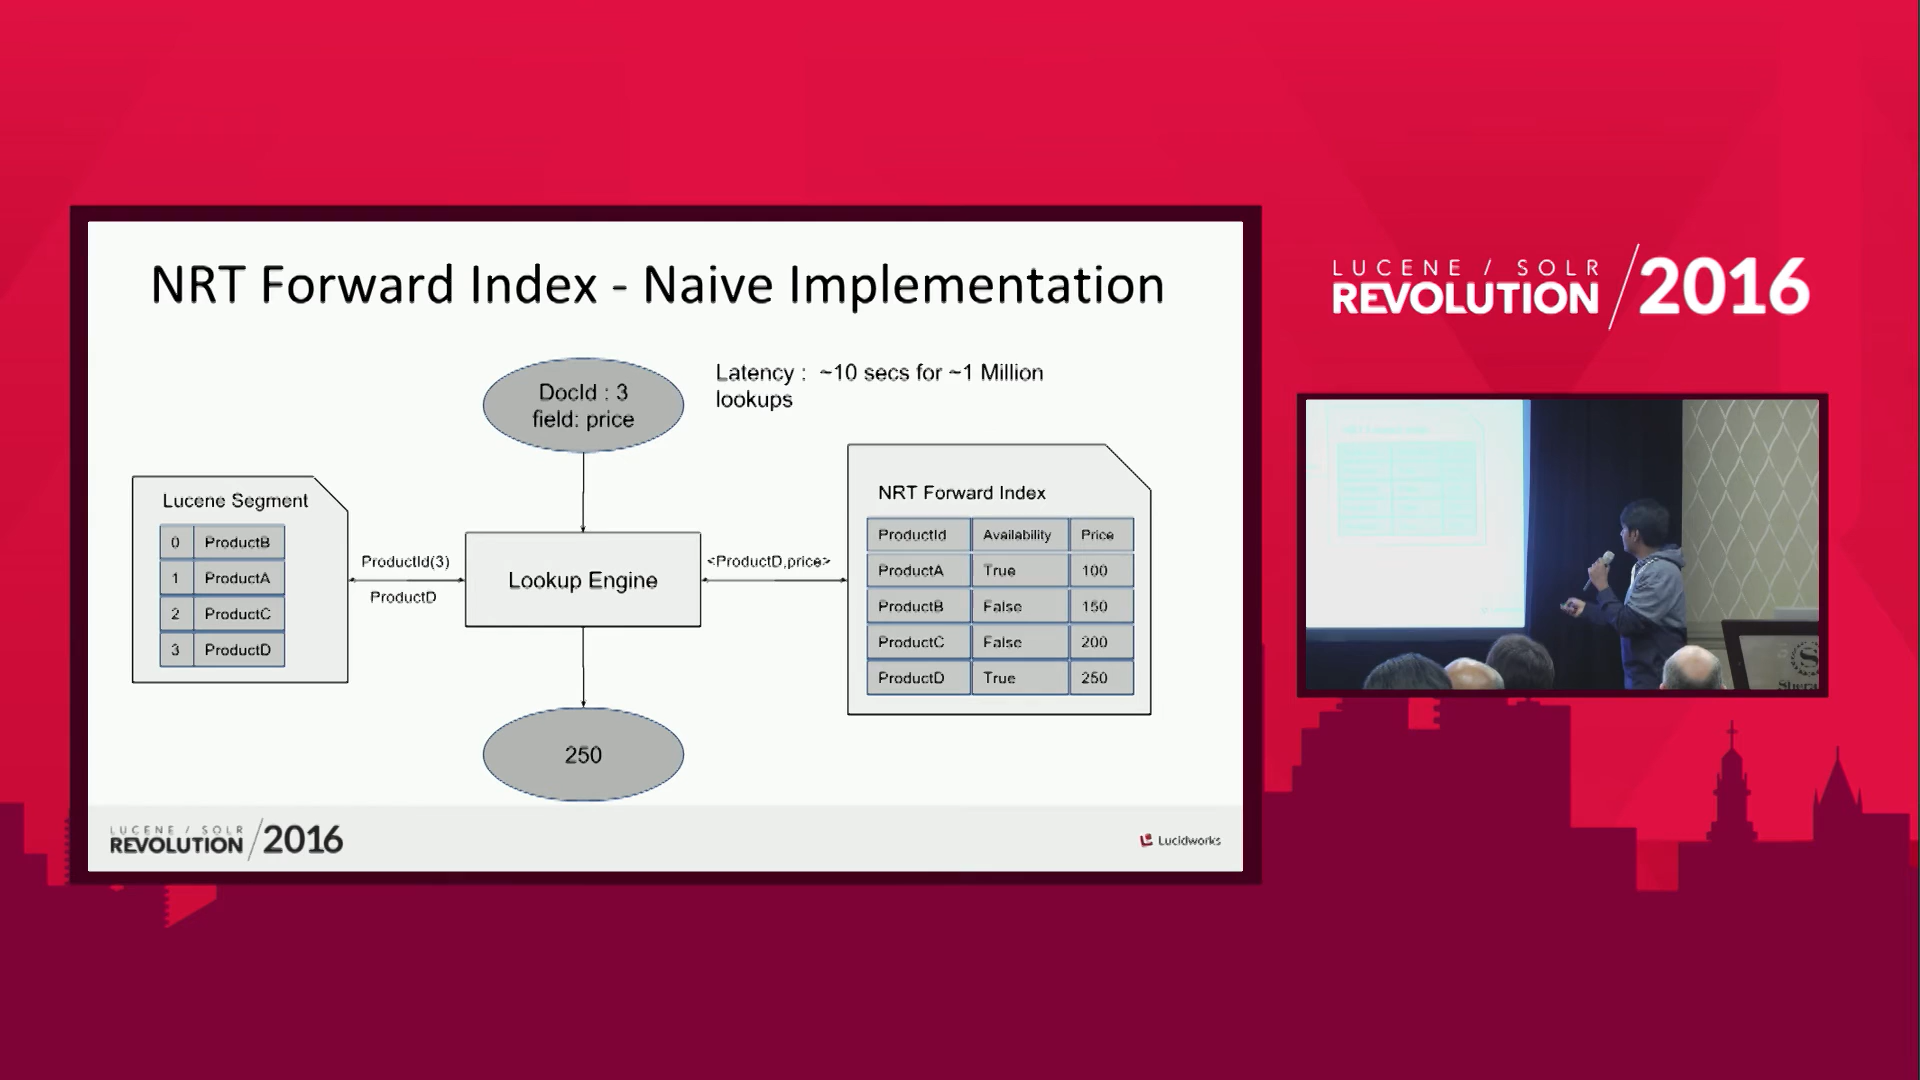 NRT Forward Index - Naive Implementation
DocId : 3
field: price
Latency : ~10 secs for ~1 Million
lookups
Lucene Segment
0 ProductB
1 ProductA
2 ProductC
3 ProductD
ProductId(3)
ProductD
Lookup Engine
<ProductD,price>
NRT Forward Index
ProductId Availability Price
ProductA True 100
ProductB False 150
ProductC False 200
ProductD True 250
250
LUCENE / SOLR
REVOLUTION / 2016
Lucidworks
LUCENE / SOLR
REVOLUTION / 2016